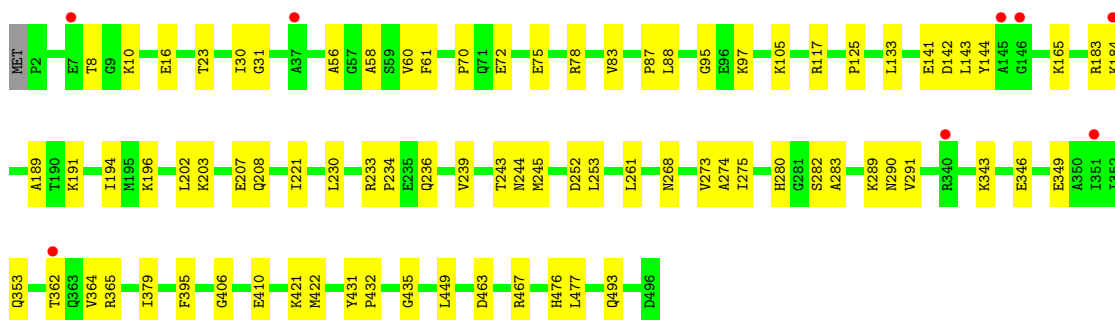 MET P2 E7 T8 G9 K10 E16 T23 I30 G31 A37 A56 G57 A58 S59 V60 F61 P70 Q71 E72 E75 R78 V83 P87 L88 G95 E96 K97 K105 R117 P125 L133 E141 D142 L143 Y144 A145 G146 K165 R183 K184
A189 T190 K191 I194 M195 K196 L202 K203 E207 Q208 I221 L230 R233 P234 E235 Q236 V239 T243 N244 M245 D252 L253 L261 N268 V273 A274 I275 H280 G281 S282 A283 K289 N290 V291 R340 K343 E346 E349 A350 I351 I352
Q353 T362 Q363 V364 R365 I379 F395 G406 E410 K421 M422 Y431 P432 G435 L449 D463 R467 H476 L477 Q493 D496